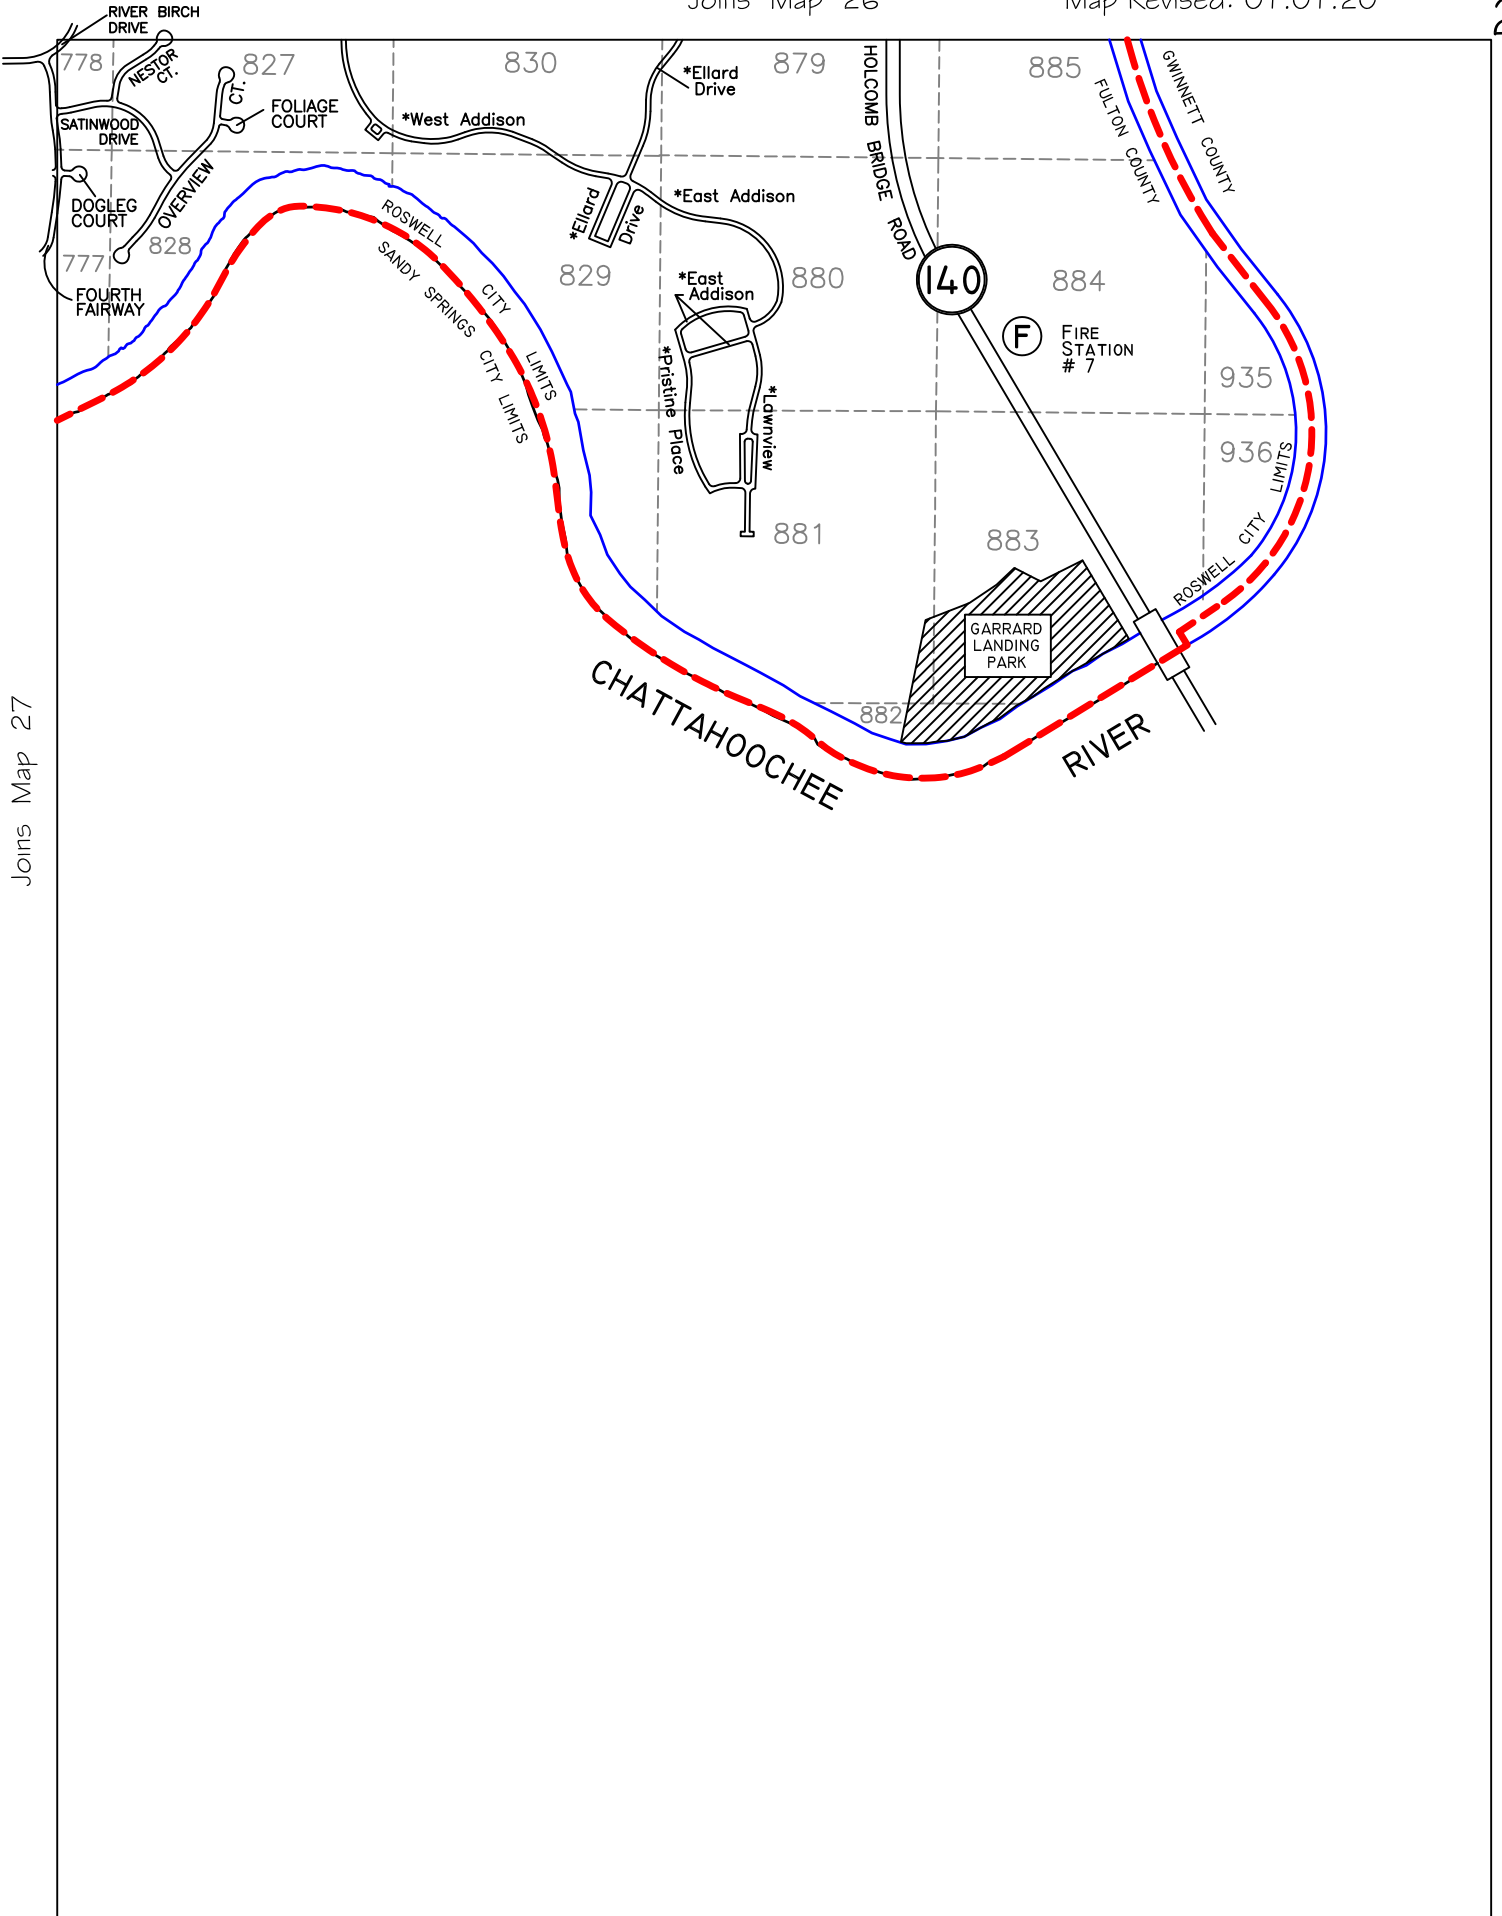 Joins Map 26
Map Revised: 07.01.20
RIVER BIRCH
DRIVE
778
NESTOR
CT.
827
CT.
830
*Ellard
Drive
879
HOLCOMB BRIDGE ROAD
885
GWINNETT COUNTY
FULTON COUNTY
FOLIAGE
COURT
SATINWOOD
DRIVE
*West Addison
OVERVIEW
DOGLEG
COURT
828
777
FOURTH
FAIRWAY
ROSWELL CITY LIMITS
SANDY SPRINGS CITY LIMITS
*Ellard
Drive
*East Addison
829
*East
Addison
880
140
884
F
FIRE
STATION
# 7
935
*Pristine Place
*Lawnview
936
ROSWELL CITY LIMITS
881
883
GARRARD
LANDING
PARK
882
CHATTAHOOCHEE RIVER
Joins Map 27